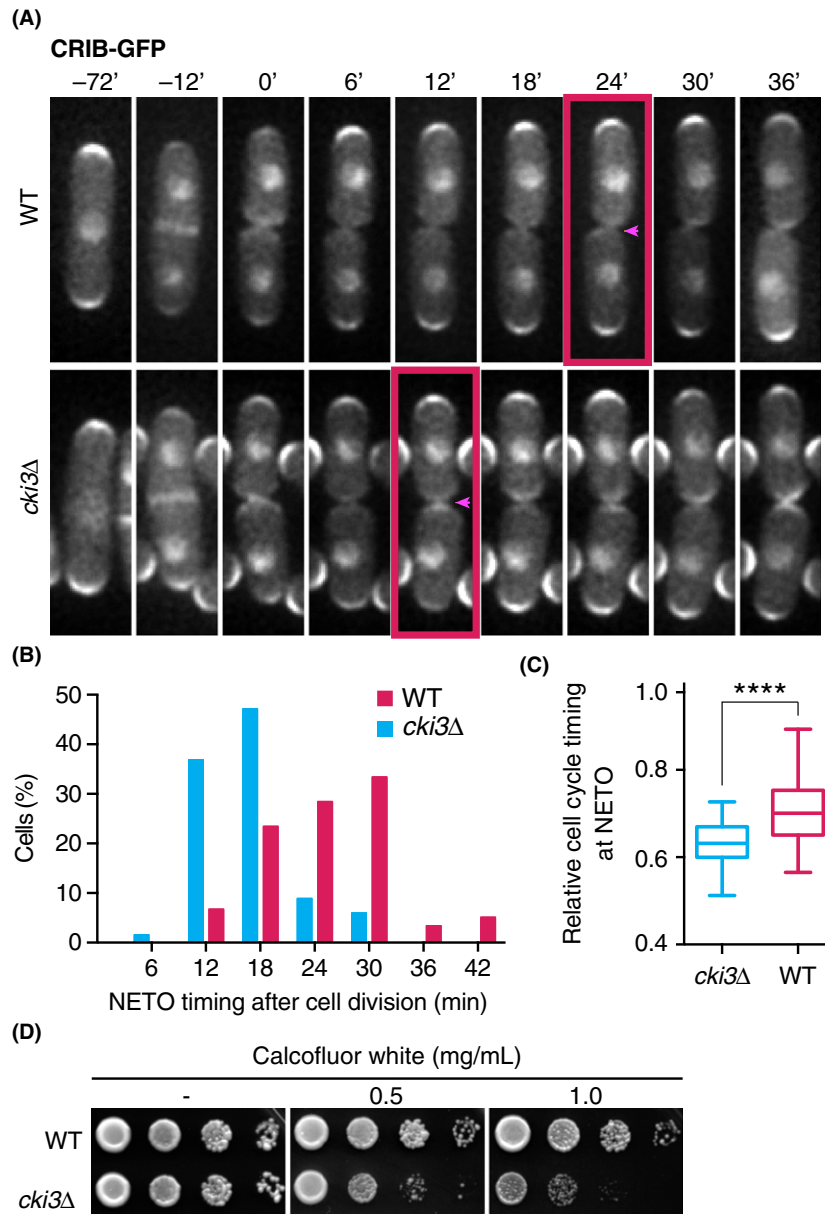 (A)
CRIB-GFP
–72’ –12’ 0’ 6’ 12’ 18’ 24’ 30’ 36’
WT
cki3Δ
(B)
50
40
30
20
10
0
Cells (%)
WT
cki3Δ
6 12 18 24 30 36 42
NETO timing after cell division (min)
(C)
1.0
0.8
0.6
0.4
Relative cell cycle timing
at NETO
****
cki3Δ WT
(D)
Calcofluor white (mg/mL)
- 0.5 1.0
WT
cki3Δ